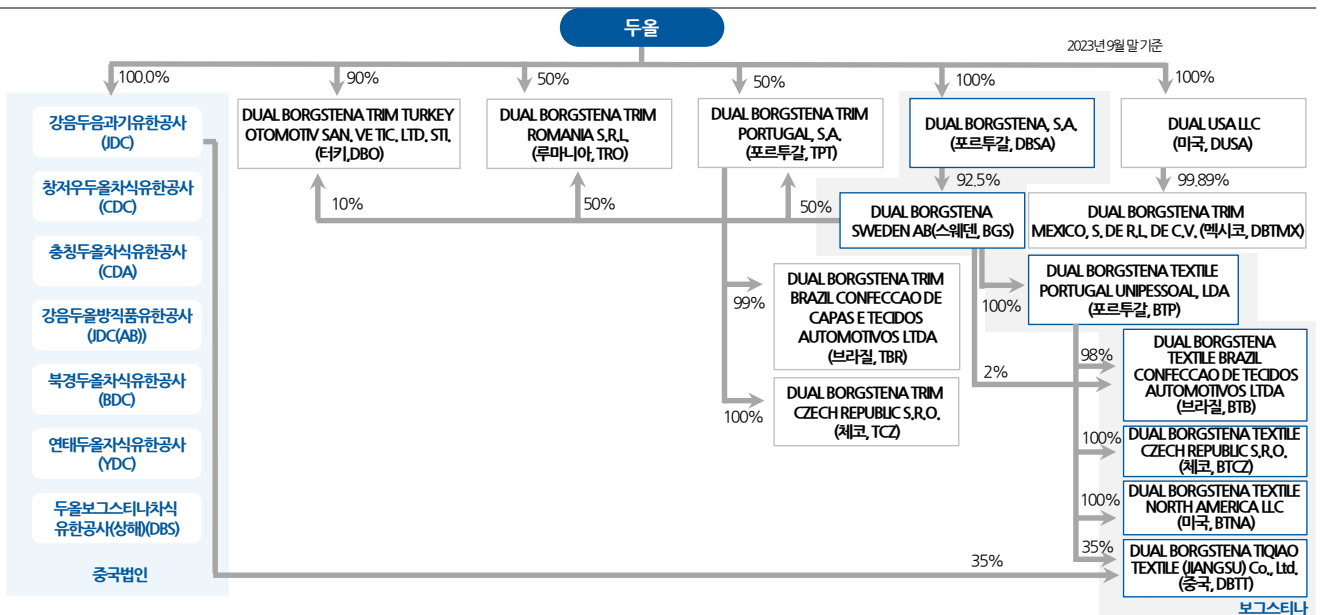 두올
2023년 9월 말 기준
100.0%
90%
50%
50%
100%
100%
강음두음과기유한공사
(JDC)
창저우두올차식유한공사
(CDC)
충칭두올차식유한공사
(CDA)
강음두올방직품유한공사
(JDC(AB))
북경두올차식유한공사
(BDC)
연태두올자식유한공사
(YDC)
두올보그스티나차식
유한공사(상해)(DBS)
중국법인
DUAL BORGSTENA TRIM TURKEY
OTOMOTIV SAN, VE TIC, LTD, STI.
(터키,DBO)
DUAL BORGSTENA TRIM
ROMANIA S.R.L.
(루마니아, TRO)
DUAL BORGSTENA TRIM
PORTUGAL, S.A.
(포르투갈, TPT)
DUAL BORGSTENA, S.A.
(포르투갈, DBSA)
DUAL USA LLC
(미국, DUSA)
92.5%
99.89%
10%
50%
50%
DUAL BORGSTENA
SWEDEN AB(스웨덴, BGS)
DUAL BORGSTENA TRIM
MEXICO, S. DE R.L. DE C.V. (멕시코, DBTMX)
99%
DUAL BORGSTENA TRIM
BRAZIL CONFECCAO DE
CAPAS E TECIDOS
AUTOMOTIVOS LTDA
(브라질, TBR)
100%
DUAL BORGSTENA TRIM
CZECH REPUBLIC S.R.O.
(체코, TCZ)
100%
DUAL BORGSTENA TEXTILE
PORTUGAL UNIPESSOAL, LDA
(포르투갈, BTP)
98%
2%
DUAL BORGSTENA
TEXTILE BRAZIL
CONFECCAO DE TECIDOS
AUTOMOTIVOS LTDA
(브라질, BTB)
100%
DUAL BORGSTENA TEXTILE
CZECH REPUBLIC S.R.O.
(체코, BTCZ)
100%
DUAL BORGSTENA TEXTILE
NORTH AMERICA LLC
(미국, BTNA)
35%
35%
DUAL BORGSTENA TIQIAO
TEXTILE (JIANGSU) Co., Ltd.
(중국, DBTT)
보그스티나